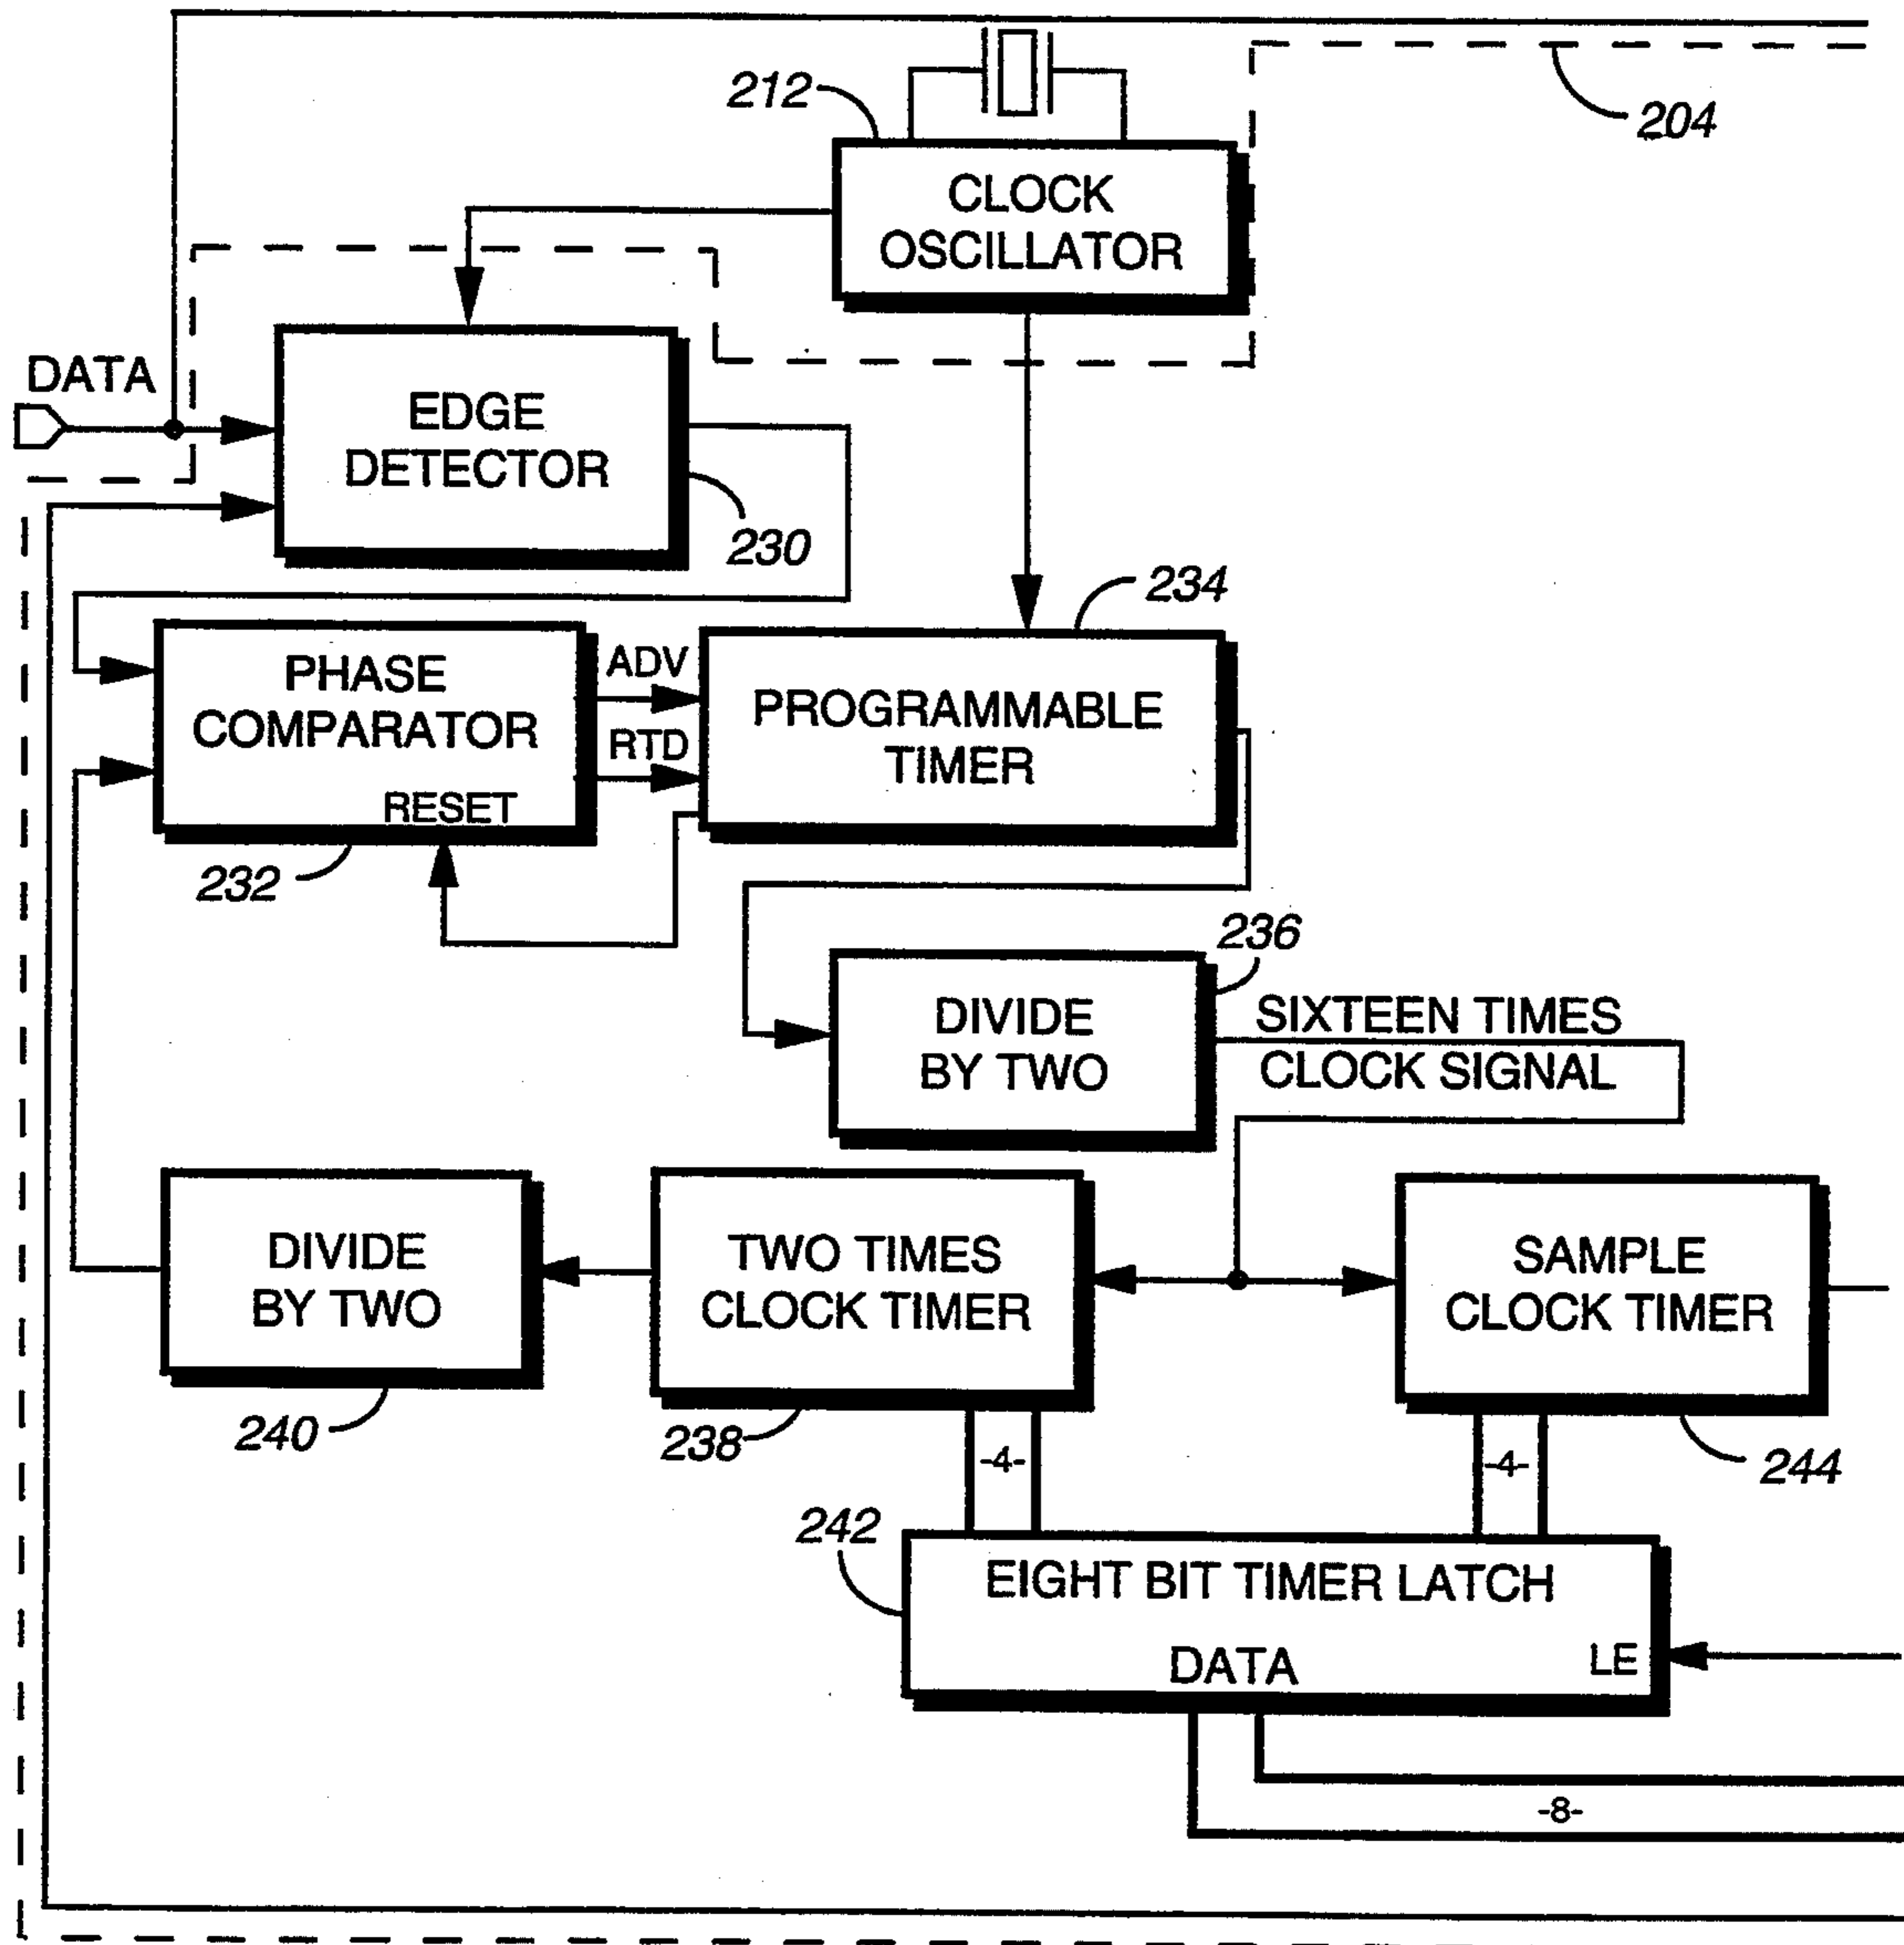 212
204
CLOCK
OSCILLATOR
DATA
EDGE
DETECTOR
230
234
PHASE
COMPARATOR
RESET
ADV
RTD
PROGRAMMABLE
TIMER
232
236
DIVIDE
BY TWO
SIXTEEN TIMES
CLOCK SIGNAL
DIVIDE
BY TWO
TWO TIMES
CLOCK TIMER
SAMPLE
CLOCK TIMER
240
238
-4-
-4-
244
242
EIGHT BIT TIMER LATCH
DATA
LE
-8-